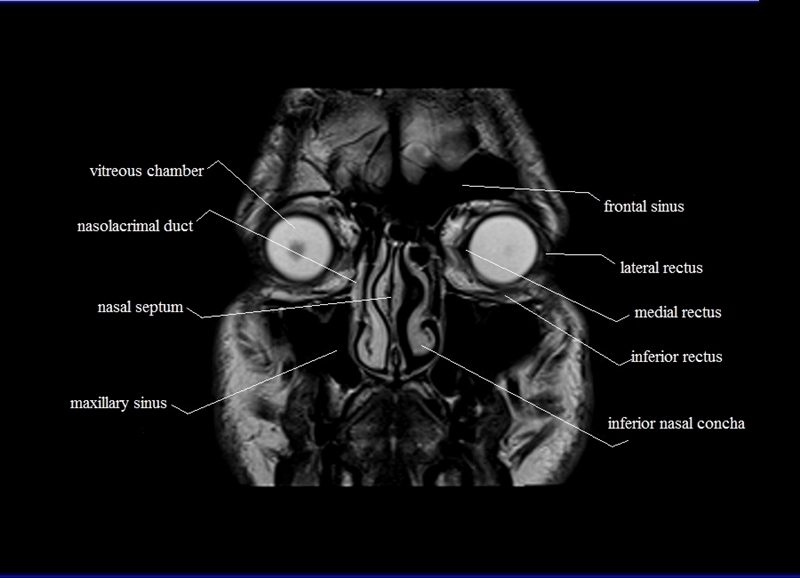 vitreous chamber
nasolacrimal duct
nasal septum
maxillary sinus
frontal sinus
lateral rectus
medial rectus
inferior rectus
inferior nasal concha